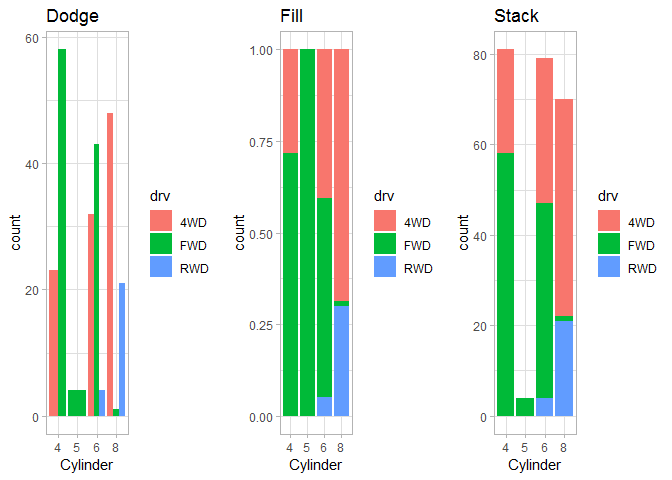 Dodge
60
40
20
0
count
4 5 6 8
Cylinder
drv
4WD
FWD
RWD
Fill
1.00
0.75
0.50
0.25
0.00
count
4 5 6 8
Cylinder
drv
4WD
FWD
RWD
Stack
80
60
40
20
0
count
4 5 6 8
Cylinder
drv
4WD
FWD
RWD